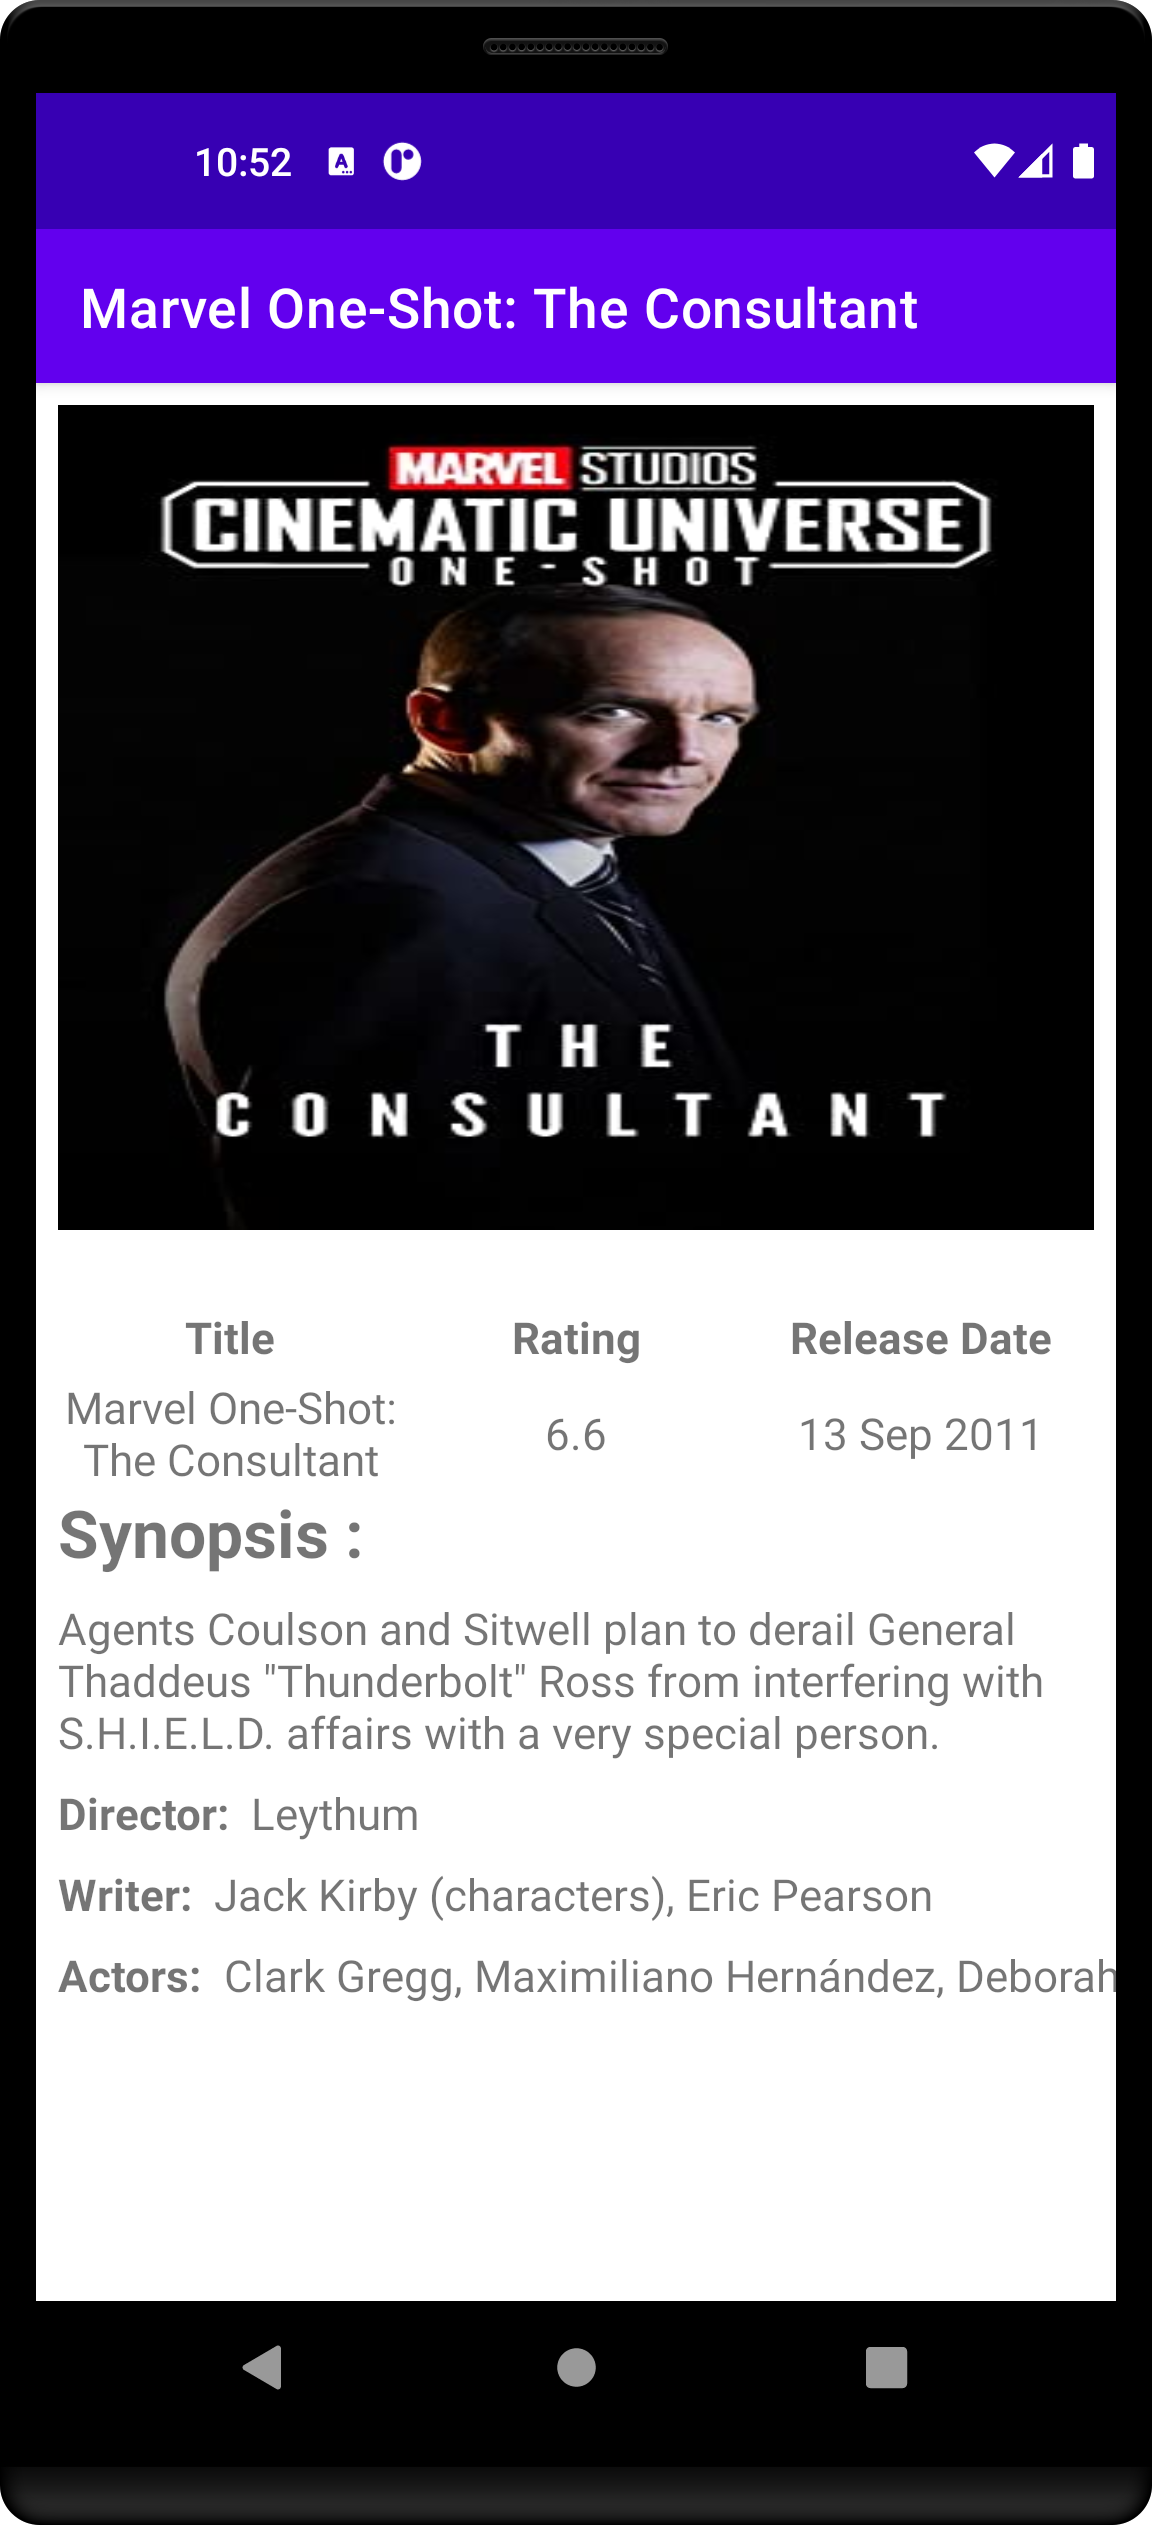 10:52
Marvel One-Shot: The Consultant
MARVEL STUDIOS
CINEMATIC UNIVERSE
ONE-SHOT
THE
CONSULTANT
Title Rating Release Date
Marvel One-Shot:
The Consultant 6.6 13 Sep 2011
Synopsis :
Agents Coulson and Sitwell plan to derail General
Thaddeus "Thunderbolt" Ross from interfering with
S.H.I.E.L.D. affairs with a very special person.
Director: Leythum
Writer: Jack Kirby (characters), Eric Pearson
Actors: Clark Gregg, Maximiliano Hernández, Deborah